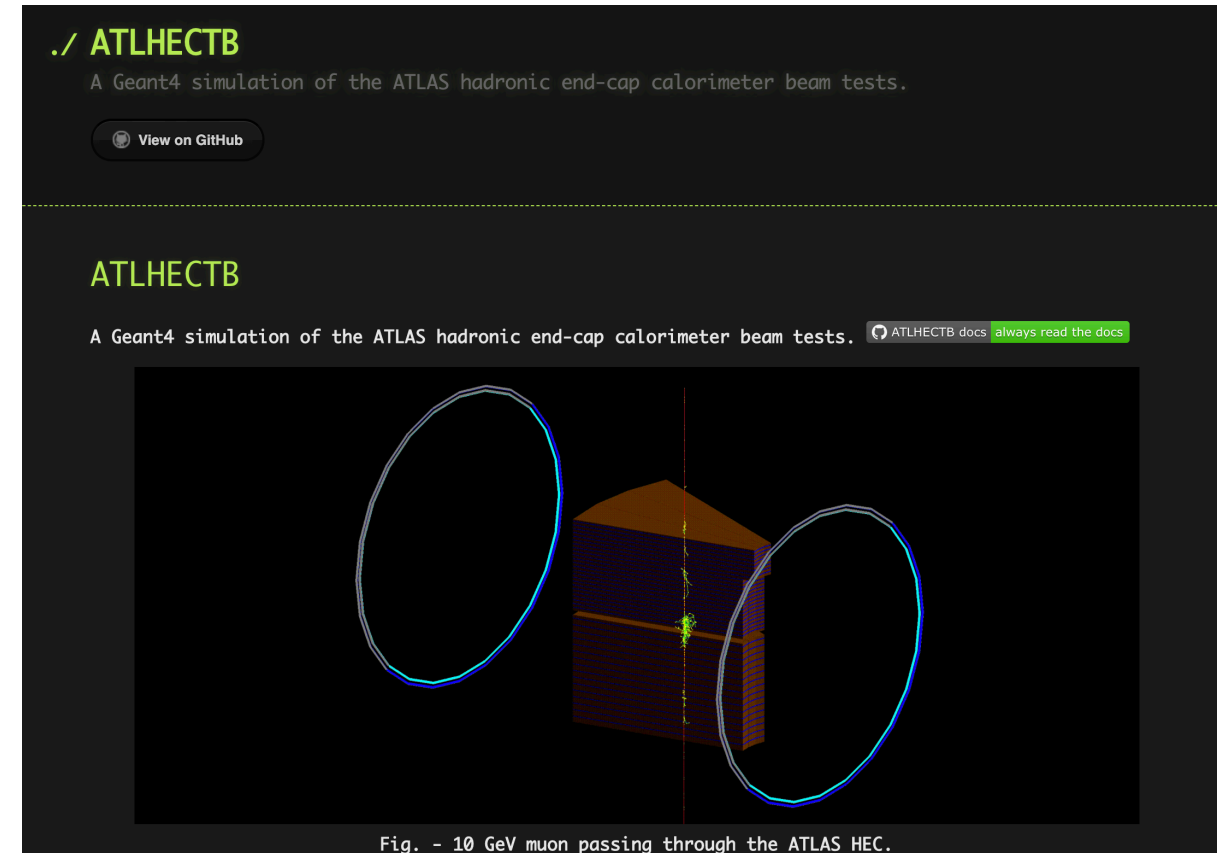 ./ ATLHECTB
A Geant4 simulation of the ATLAS hadronic end-cap calorimeter beam tests.
View on GitHub
ATLHECTB
A Geant4 simulation of the ATLAS hadronic end-cap calorimeter beam tests. ATLHECTB docs always read the docs
Fig. - 10 GeV muon passing through the ATLAS HEC.